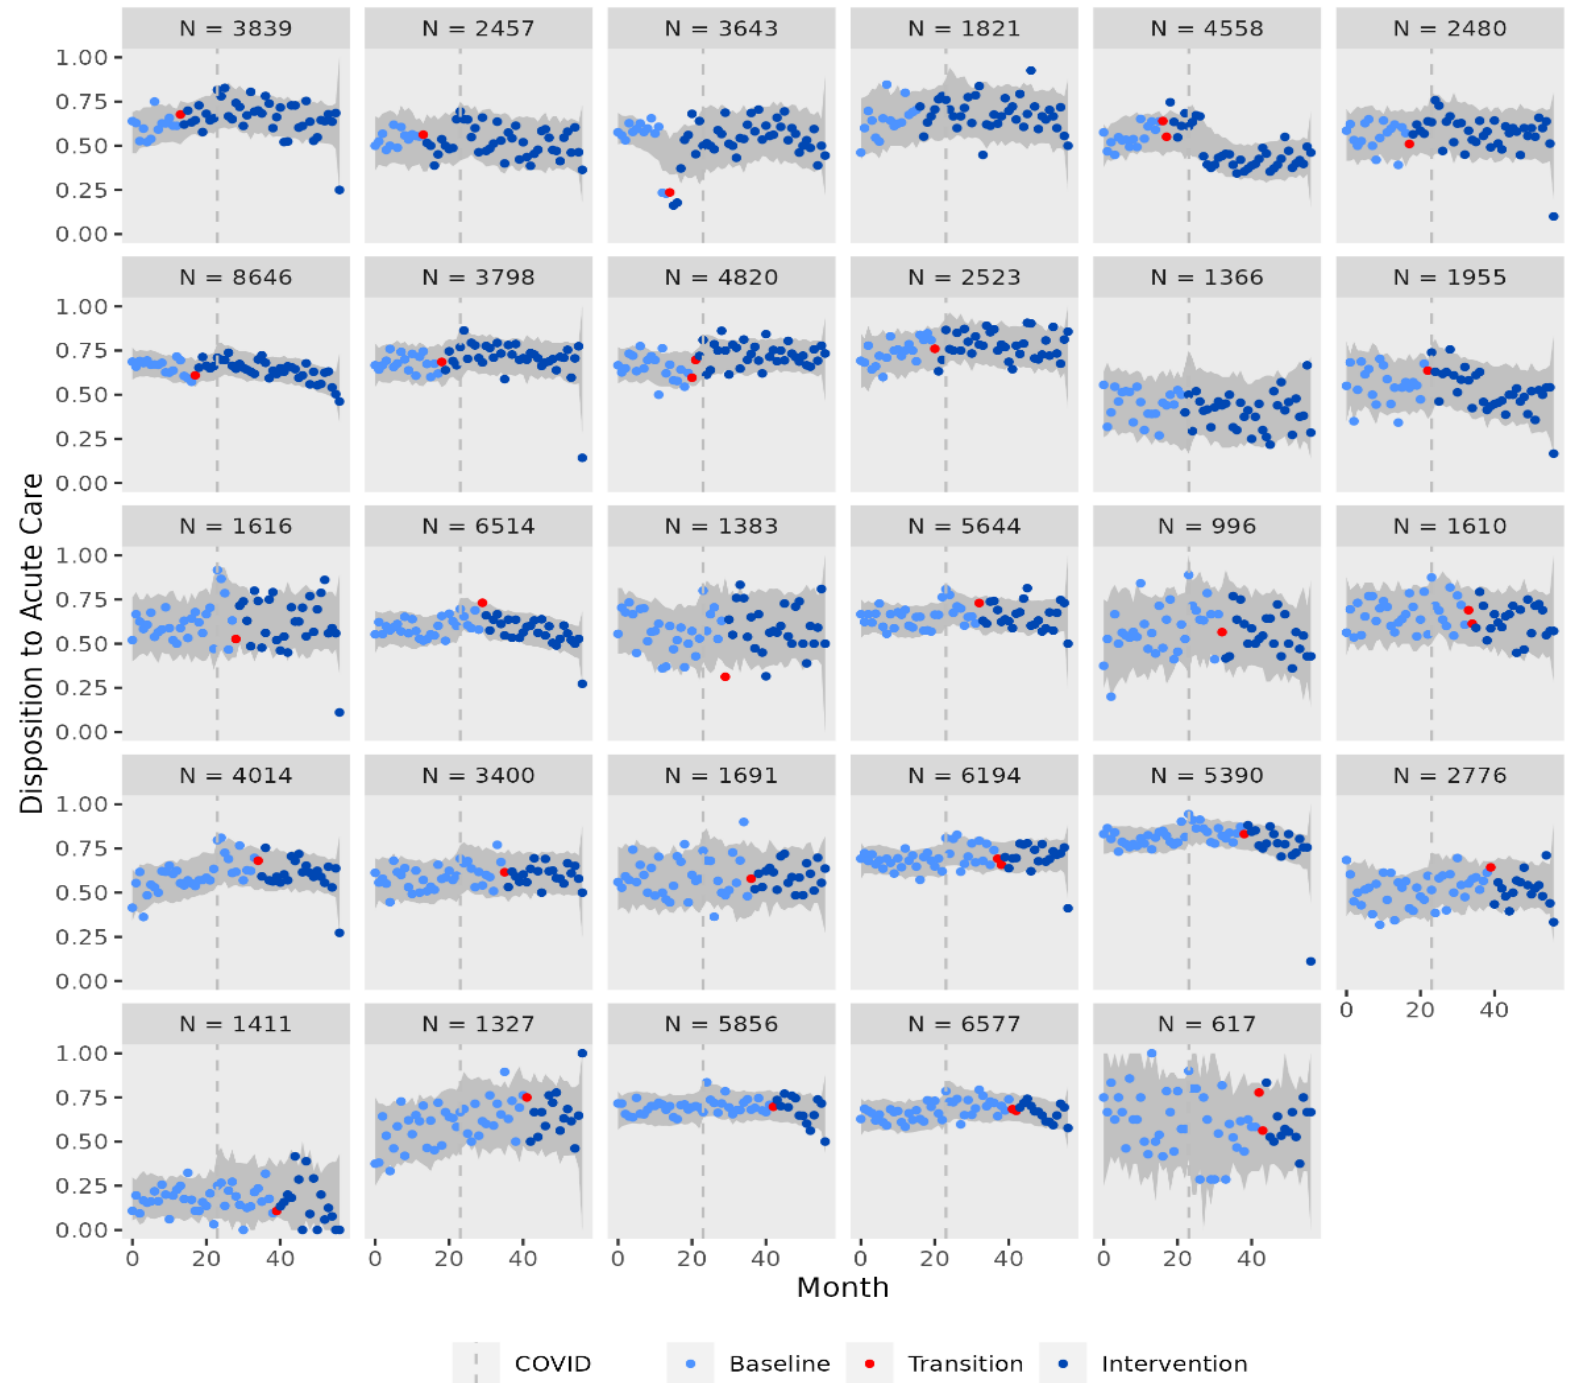 N = 3839 N = 2457 N = 3643 N = 1821 N = 4558 N = 2480
1.00
0.75
0.50
0.25
0.00
N = 8646 N = 3798 N = 4820 N = 2523 N = 1366 N = 1955
1.00
0.75
0.50
0.25
0.00
Disposition to Acute Care
N = 1616 N = 6514 N = 1383 N = 5644 N = 996 N = 1610
1.00
0.75
0.50
0.25
0.00
N = 4014 N = 3400 N = 1691 N = 6194 N = 5390 N = 2776
1.00
0.75
0.50
0.25
0.00
0 20 40
N = 1411 N = 1327 N = 5856 N = 6577 N = 617
1.00
0.75
0.50
0.25
0.00
0 20 40 0 20 40 0 20 40 0 20 40 0 20 40
Month
COVID Baseline Transition Intervention